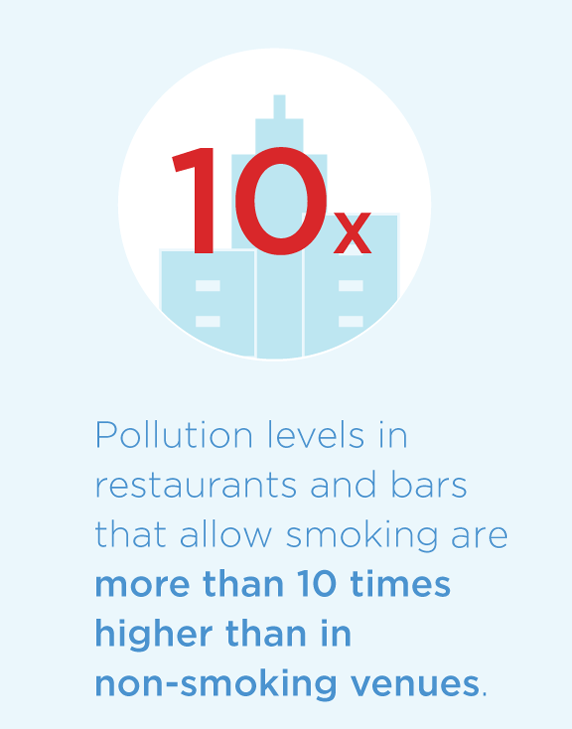 10x
Pollution levels in
restaurants and bars
that allow smoking are
more than 10 times
higher than in
non-smoking venues.